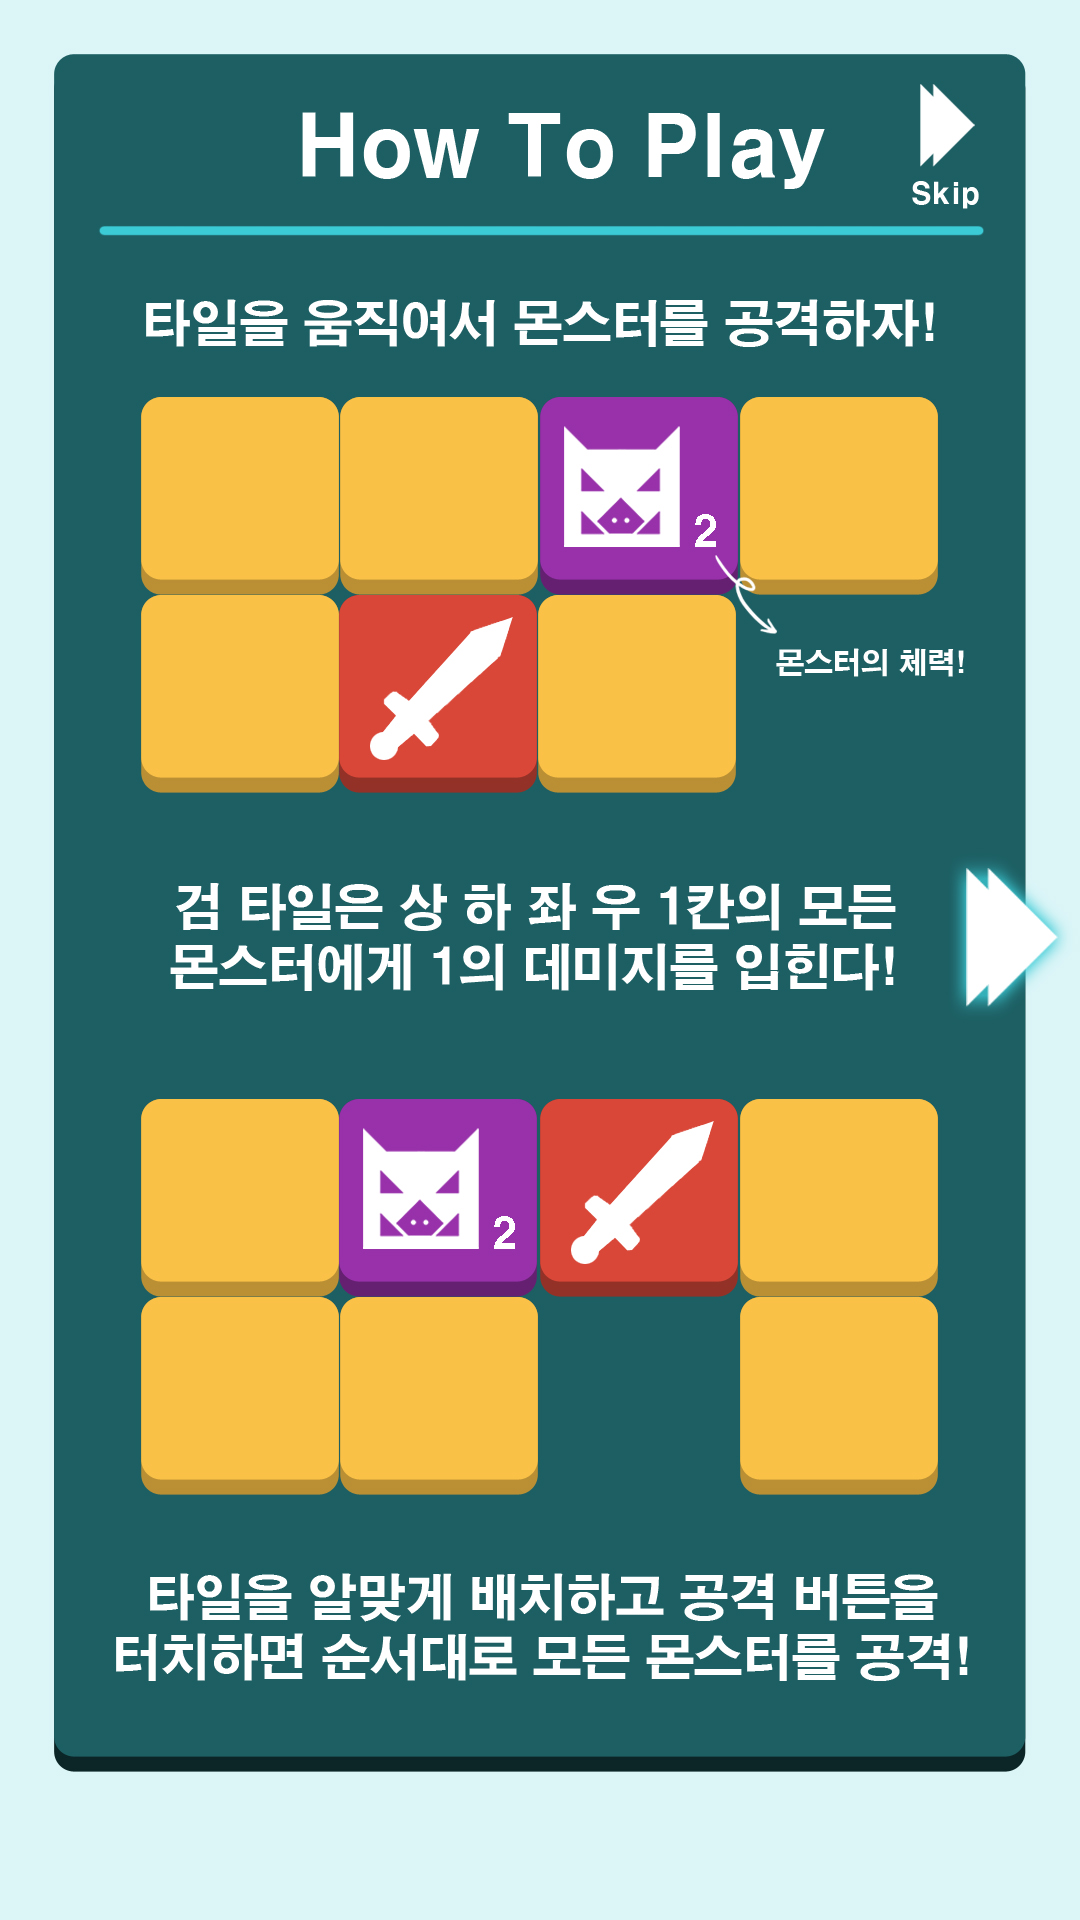 How To Play
Skip
타일을 움직여서 몬스터를 공격하자!
2
몬스터의 체력!
검 타일은 상 하 좌 우 1칸의 모든
몬스터에게 1의 데미지를 입힌다!
2
타일을 알맞게 배치하고 공격 버튼을
터치하면 순서대로 모든 몬스터를 공격!